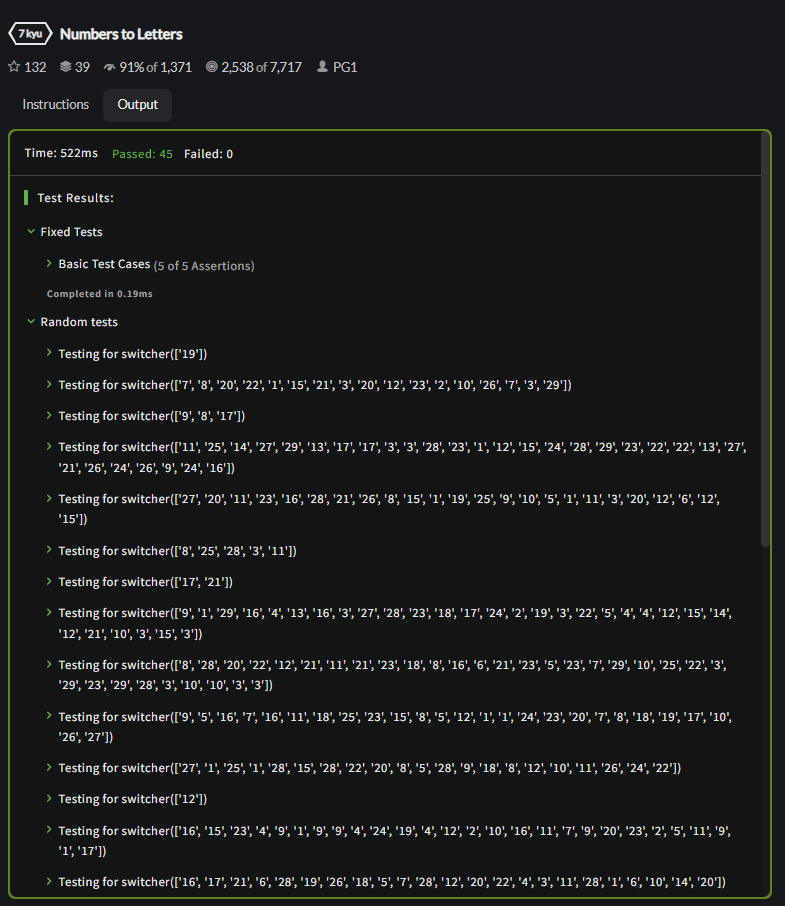 7 kyu Numbers to Letters
132 39 91% of 1,371 2,538 of 7,717 PG1
Instructions Output
Time: 522ms Passed: 45 Failed: 0
Test Results:
Fixed Tests
Basic Test Cases (5 of 5 Assertions)
Completed in 0.19ms
Random tests
Testing for switcher(['19'])
Testing for switcher(['7', '8', '20', '22', '1', '15', '21', '3', '20', '12', '23', '2', '10', '26', '7', '3', '29'])
Testing for switcher(['9', '8', '17'])
Testing for switcher(['11', '25', '14', '27', '29', '13', '17', '17', '3', '3', '28', '23', '1', '12', '15', '24', '28', '29', '23', '22', '22', '13', '27',
'21', '26', '24', '26', '9', '24', '16'])
Testing for switcher(['27', '20', '11', '23', '16', '28', '21', '26', '8', '15', '1', '19', '25', '9', '10', '5', '1', '11', '3', '20', '12', '6', '12',
'15'])
Testing for switcher(['8', '25', '28', '3', '11'])
Testing for switcher(['17', '21'])
Testing for switcher(['9', '1', '29', '16', '4', '13', '16', '3', '27', '28', '23', '18', '17', '24', '2', '19', '3', '22', '5', '4', '4', '12', '15', '14',
'12', '21', '10', '3', '15', '3'])
Testing for switcher(['8', '28', '20', '22', '12', '21', '11', '21', '23', '18', '8', '16', '6', '21', '23', '5', '23', '7', '29', '10', '25', '22', '3',
'29', '23', '29', '28', '3', '10', '10', '3', '3'])
Testing for switcher(['9', '5', '16', '7', '16', '11', '18', '25', '23', '15', '8', '5', '12', '1', '1', '24', '23', '20', '7', '8', '18', '19', '17', '10',
'26', '27'])
Testing for switcher(['27', '1', '25', '1', '28', '15', '28', '22', '20', '8', '5', '28', '9', '18', '8', '12', '10', '11', '26', '24', '22'])
Testing for switcher(['12'])
Testing for switcher(['16', '15', '23', '4', '9', '1', '9', '9', '4', '24', '19', '4', '12', '2', '10', '16', '11', '7', '9', '20', '23', '2', '5', '11', '9',
'1', '17'])
Testing for switcher(['16', '17', '21', '6', '28', '19', '26', '18', '5', '7', '28', '12', '20', '22', '4', '3', '11', '28', '1', '6', '10', '14', '20'])